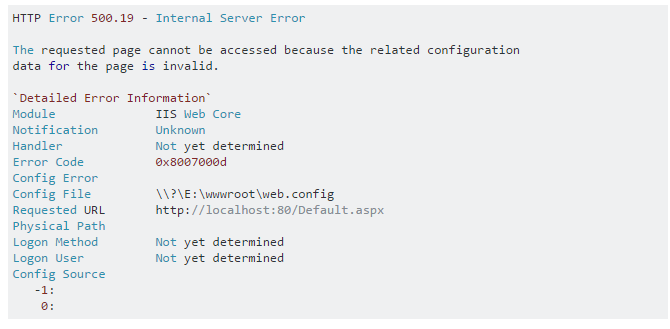 HTTP Error 500.19 - Internal Server Error
The requested page cannot be accessed because the related configuration
data for the page is invalid.
`Detailed Error Information`
Module IIS Web Core
Notification Unknown
Handler Not yet determined
Error Code 0x8007000d
Config Error
Config File \\?\E:\wwwroot\web.config
Requested URL http://localhost:80/Default.aspx
Physical Path
Logon Method Not yet determined
Logon User Not yet determined
Config Source
-1:
0: